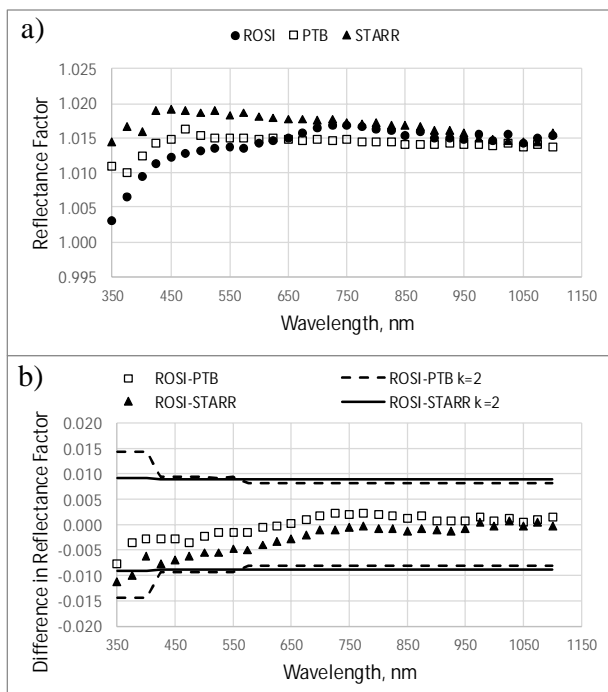 a)
ROSI PTB STARR
1.025
1.020
1.015
1.010
1.005
1.000
0.995
Reflectance Factor
350 450 550 650 750 850 950 1050 1150
Wavelength, nm
b)
ROSI-PTB ROSI-PTB k=2
ROSI-STARR ROSI-STARR k=2
0.020
0.015
0.010
0.005
0.000
-0.005
-0.010
-0.015
-0.020
Difference in Reflectance Factor
350 450 550 650 750 850 950 1050 1150
Wavelength, nm